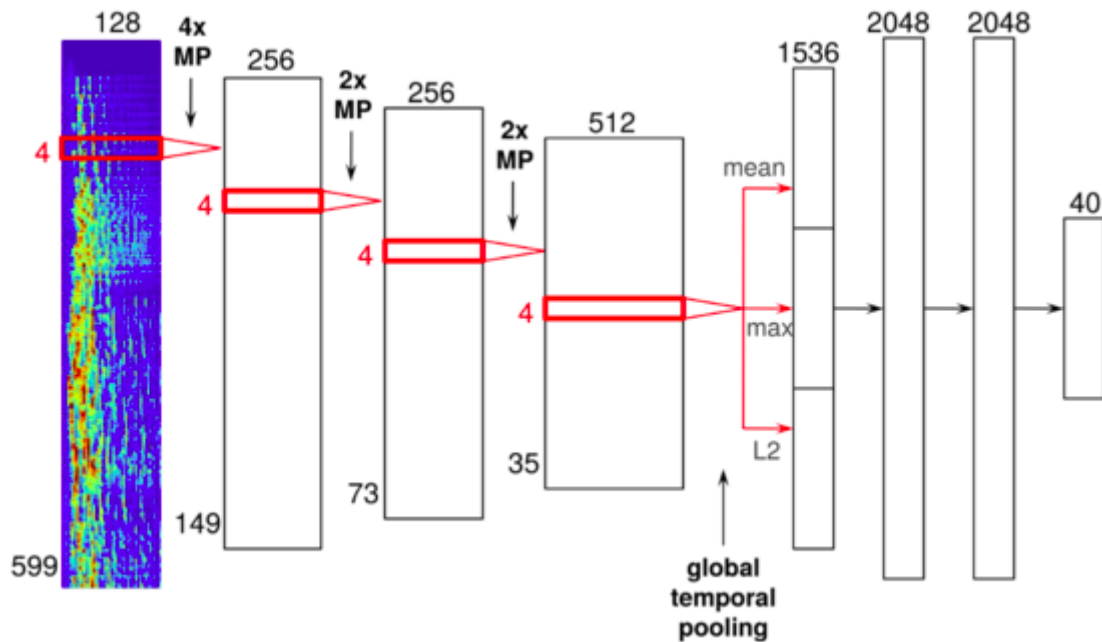 128
4x
MP
256
2x
MP
256
2x
MP
512
1536
2048
2048
40
4
4
4
4
mean
max
L2
599
149
73
35
global
temporal
pooling